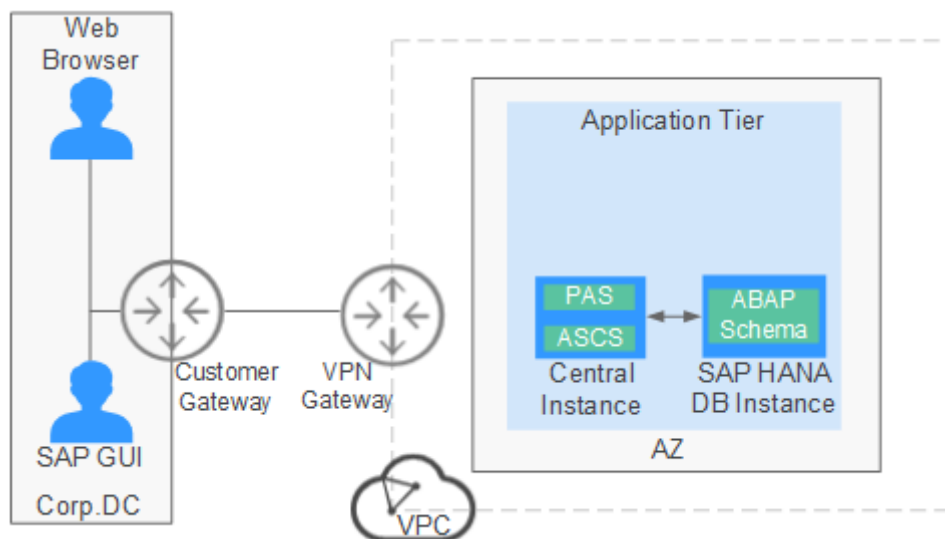 Web
Browser
SAP GUI
Corp.DC
Customer
Gateway
VPN
Gateway
VPC
Application Tier
PAS
ASCS
Central
Instance
ABAP
Schema
SAP HANA
DB Instance
AZ